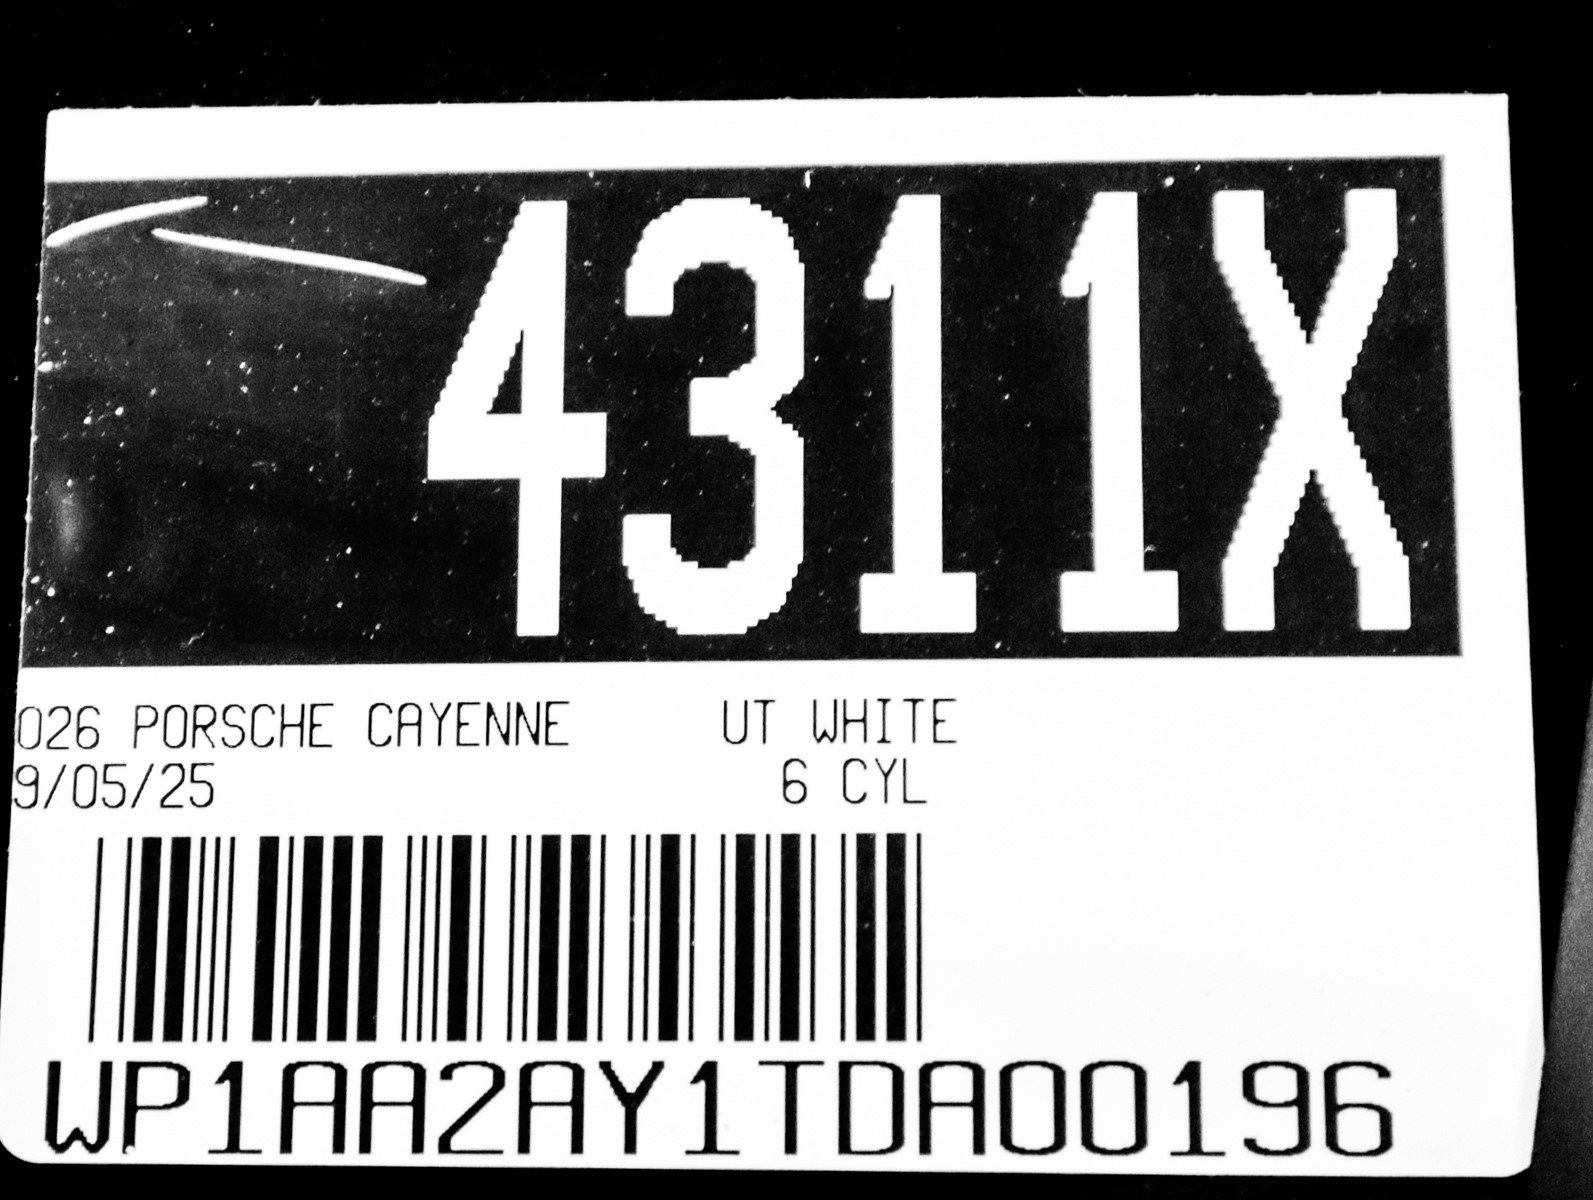 4311X
026 PORSCHE CAYENNE UT WHITE
9/05/25 6 CYL
WP1AA2AY1TDA00196